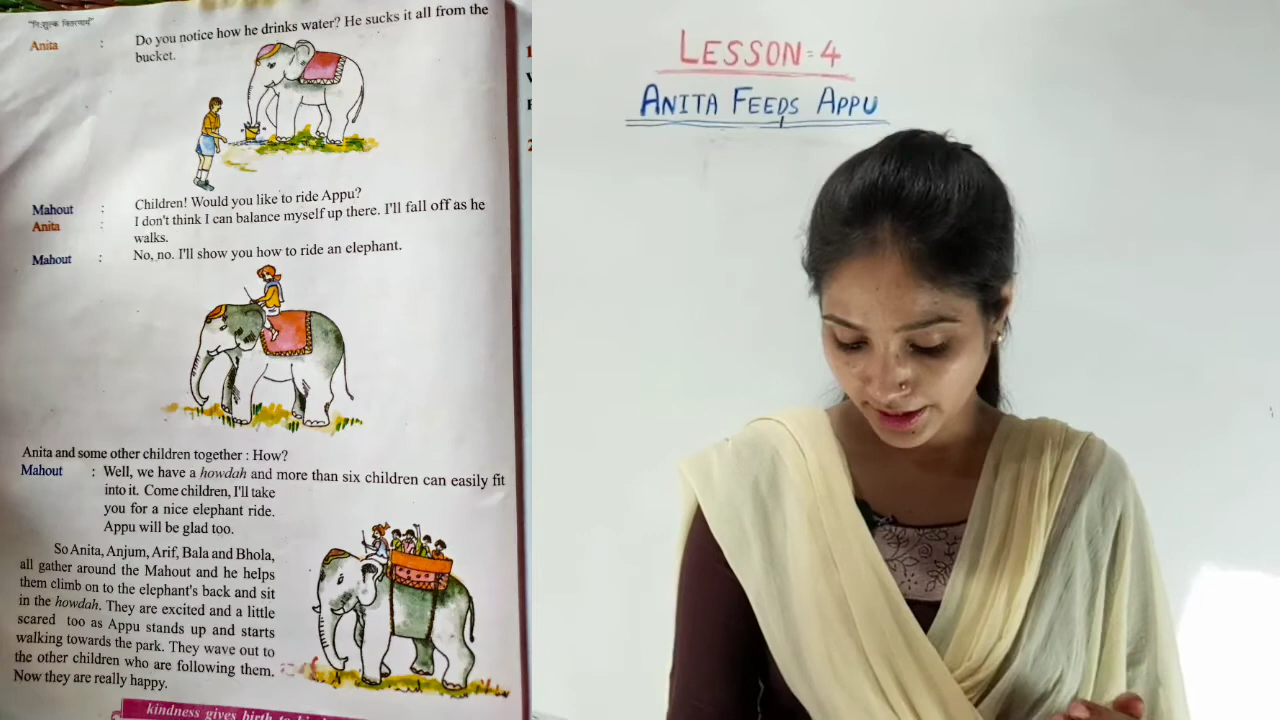 "नि:शुल्क वितरणार्थ"
Anita : Do you notice how he drinks water? He sucks it all from the
bucket.
Mahout : Children! Would you like to ride Appu?
Anita : I don't think I can balance myself up there. I'll fall off as he
walks.
Mahout : No, no. I'll show you how to ride an elephant.
Anita and some other children together : How?
Mahout : Well, we have a howdah and more than six children can easily fit
into it. Come children, I'll take
you for a nice elephant ride.
Appu will be glad too.
So Anita, Anjum, Arif, Bala and Bhola,
all gather around the Mahout and he helps
them climb on to the elephant's back and sit
in the howdah. They are excited and a little
scared too as Appu stands up and starts
walking towards the park. They wave out to
the other children who are following them.
Now they are really happy.
kindness gives birth to
LESSON=4
ANITA FEEDS APPU